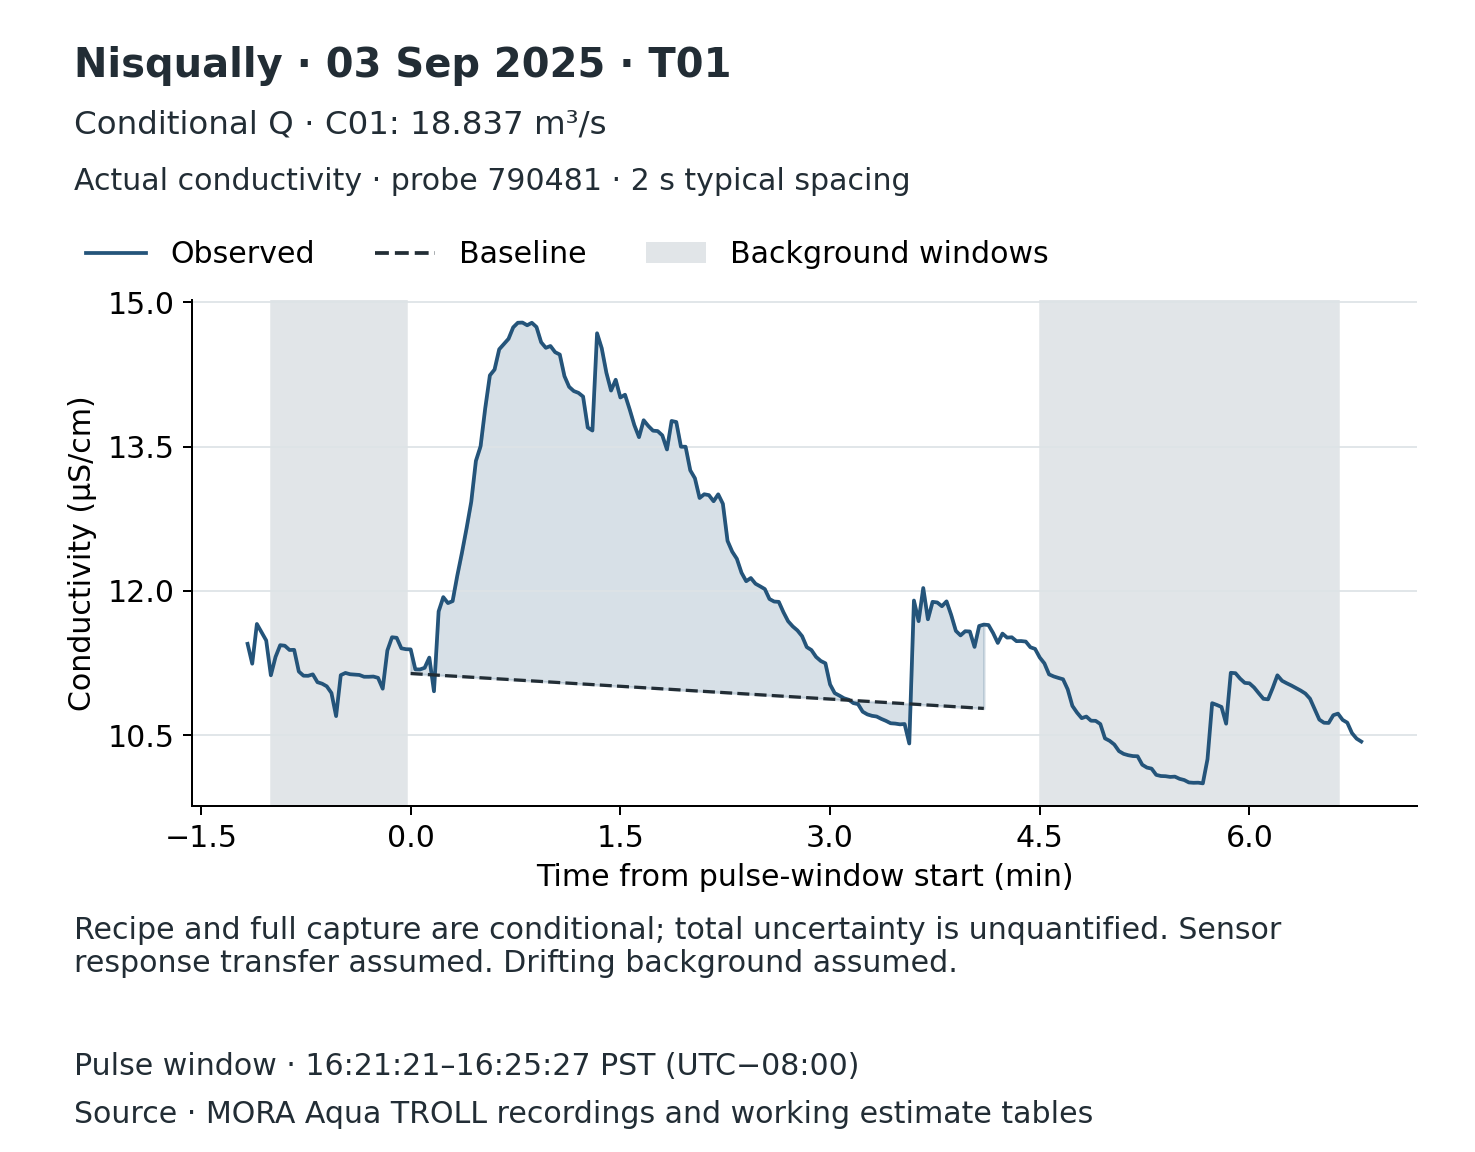 Nisqually · 03 Sep 2025 · T01
Conditional Q · C01: 18.837 m³/s
Actual conductivity · probe 790481 · 2 s typical spacing
Observed
Baseline
Background windows
15.0
13.5
12.0
10.5
Conductivity (µS/cm)
−1.5
0.0
1.5
3.0
4.5
6.0
Time from pulse-window start (min)
Recipe and full capture are conditional; total uncertainty is unquantified. Sensor
response transfer assumed. Drifting background assumed.
Pulse window · 16:21:21–16:25:27 PST (UTC−08:00)
Source · MORA Aqua TROLL recordings and working estimate tables